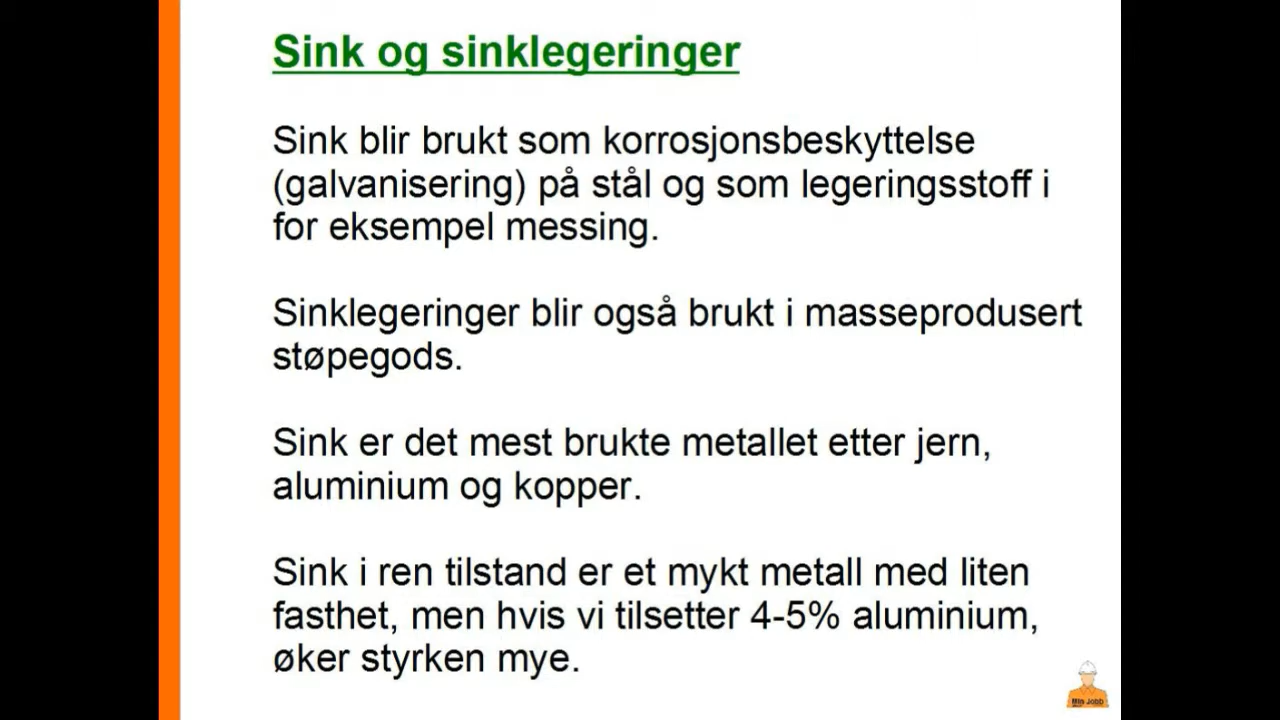 Sink og sinklegeringer
Sink blir brukt som korrosjonsbeskyttelse
(galvanisering) på stål og som legeringsstoff i
for eksempel messing.
Sinklegeringer blir også brukt i masseprodusert
støpegods.
Sink er det mest brukte metallet etter jern,
aluminium og kopper.
Sink i ren tilstand er et mykt metall med liten
fasthet, men hvis vi tilsetter 4-5% aluminium,
øker styrken mye.
Min Jobb